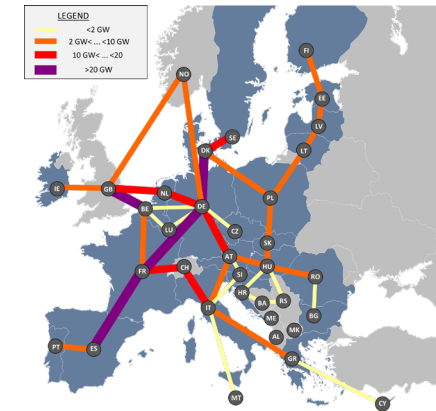 LEGEND
<2 GW
2 GW< ... <10 GW
10 GW< ... <20
>20 GW
FI
NO
EE
LV
SE
DK
LT
IE
GB
NL
PL
BE
DE
LU
CZ
SK
AT
HU
FR
CH
SI
RO
HR
BA
RS
IT
ME
BG
MK
AL
PT
ES
GR
MT
CY